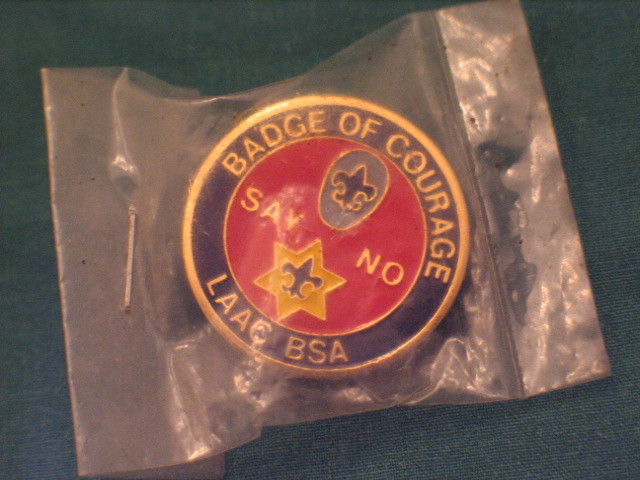 BADGE OF COURAGE
SAY
NO
LAAC BSA